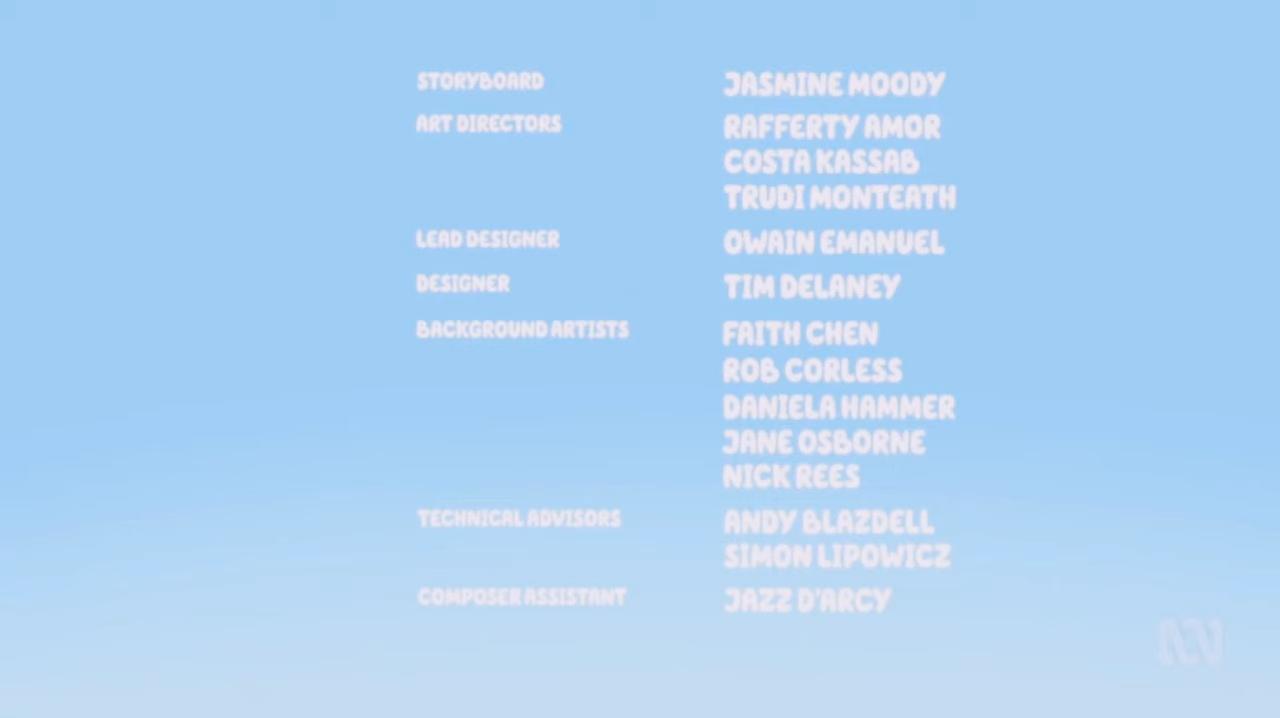 STORYBOARD JASMINE MOODY
ART DIRECTORS RAFFERTY AMOR
COSTA KASSAB
TRUDI MONTEATH
LEAD DESIGNER OWAIN EMANUEL
DESIGNER TIM DELANEY
BACKGROUND ARTISTS FAITH CHEN
ROB CORLESS
DANIELA HAMMER
JANE OSBORNE
NICK REES
TECHNICAL ADVISORS ANDY BLAZDELL
SIMON LIPOWICZ
COMPOSER ASSISTANT JAZZ D'ARCY